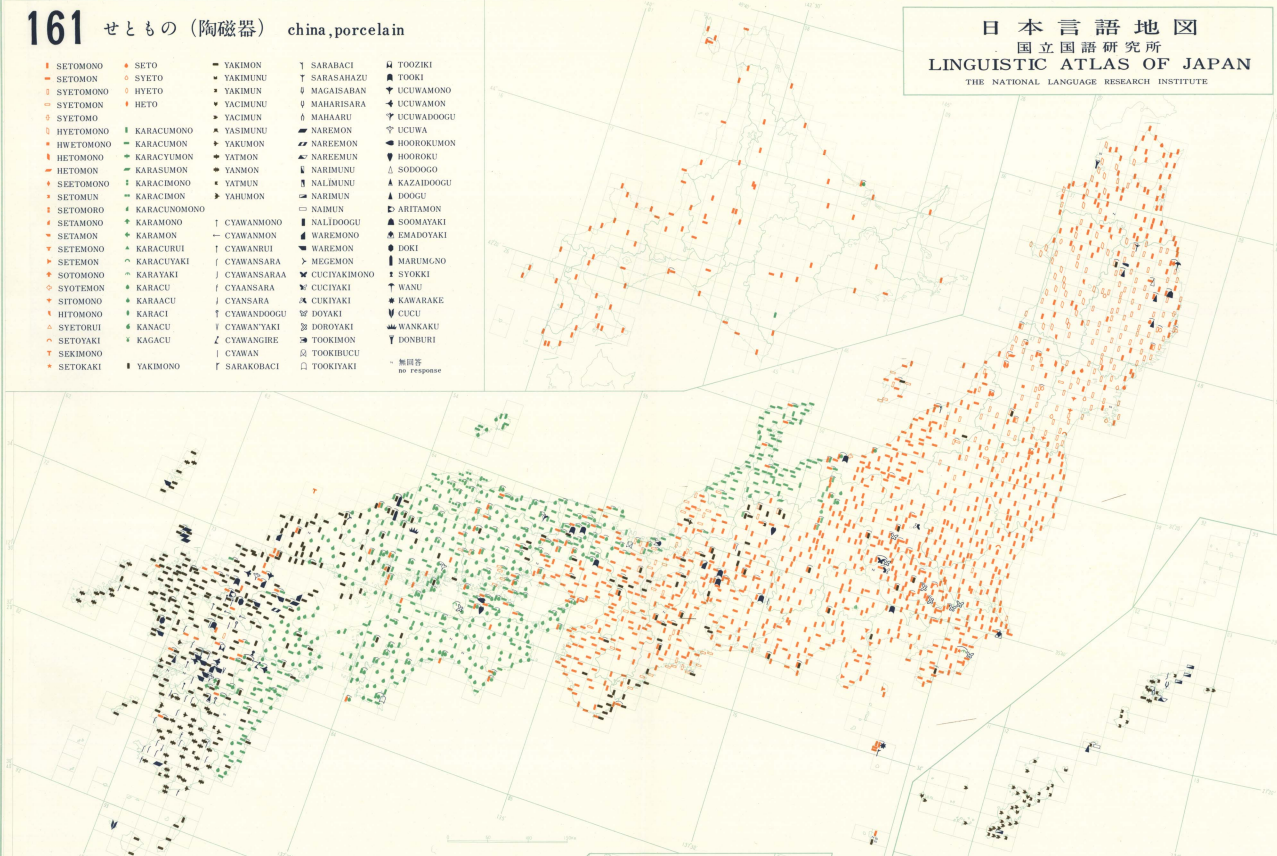 161 せともの（陶磁器） china,porcelain
SETOMONO
SETOMON
SYETOMONO
SYETOMON
SYETOMO
HYETOMONO
HWETOMONO
HETOMONO
HETOMON
SEETOMONO
SETOMUN
SETOMORO
SETAMONO
SETAMON
SETEMONO
SETEMON
SOTOMONO
SYOTEMON
SITOMONO
HITOMONO
SYETORUI
SETOYAKI
SEKIMONO
SETOKAKI
SETO
SYETO
HYETO
HETO
KARACUMONO
KARACUMON
KARACYUMON
KARASUMON
KARACIMONO
KARACIMON
KARACUNOMONO
KARAMONO
KARAMON
KARACURUI
KARACUYAKI
KARAYAKI
KARACU
KARAACU
KARACI
KANACU
KAGACU
YAKIMONO
YAKIMON
YAKIMUNU
YAKIMUN
YACIMUNU
YACIMUN
YASIMUNU
YAKUMON
YATMON
YANMON
YATMUN
YAHUMON
CYAWANMONO
CYAWANMON
CYAWANRUI
CYAWANSARA
CYAWANSARAA
CYAANSARA
CYANSARA
CYAWANDOOGU
CYAWAN'YAKI
CYAWANGIRE
CYAWAN
SARAKOBACI
SARABACI
SARASAHAZU
MAGAISABAN
MAHARISARA
MAHAARU
NAREMON
NAREEMON
NAREEMUN
NARIMUNU
NALÏMUNU
NARIMUN
NAIMUN
NALÏDOOGU
WAREMONO
WAREMON
MEGEMON
CUCIYAKIMONO
CUCIYAKI
CUKIYAKI
DOYAKI
DOROYAKI
TOOKIMON
TOOKIBUCU
TOOKIYAKI
TOOZIKI
TOOKI
UCUWAMONO
UCUWAMON
UCUWADOOGU
UCUWA
HOOROKUMON
HOOROKU
SODOOGO
KAZAIDOOGU
DOOGU
ARITAMON
SOOMAYAKI
EMADOYAKI
DOKI
MARUMGNO
SYOKKI
WANU
KAWARAKE
CUCU
WANKAKU
DONBURI
無回答
no response
日本言語地図
国立国語研究所
LINGUISTIC ATLAS OF JAPAN
THE NATIONAL LANGUAGE RESEARCH INSTITUTE